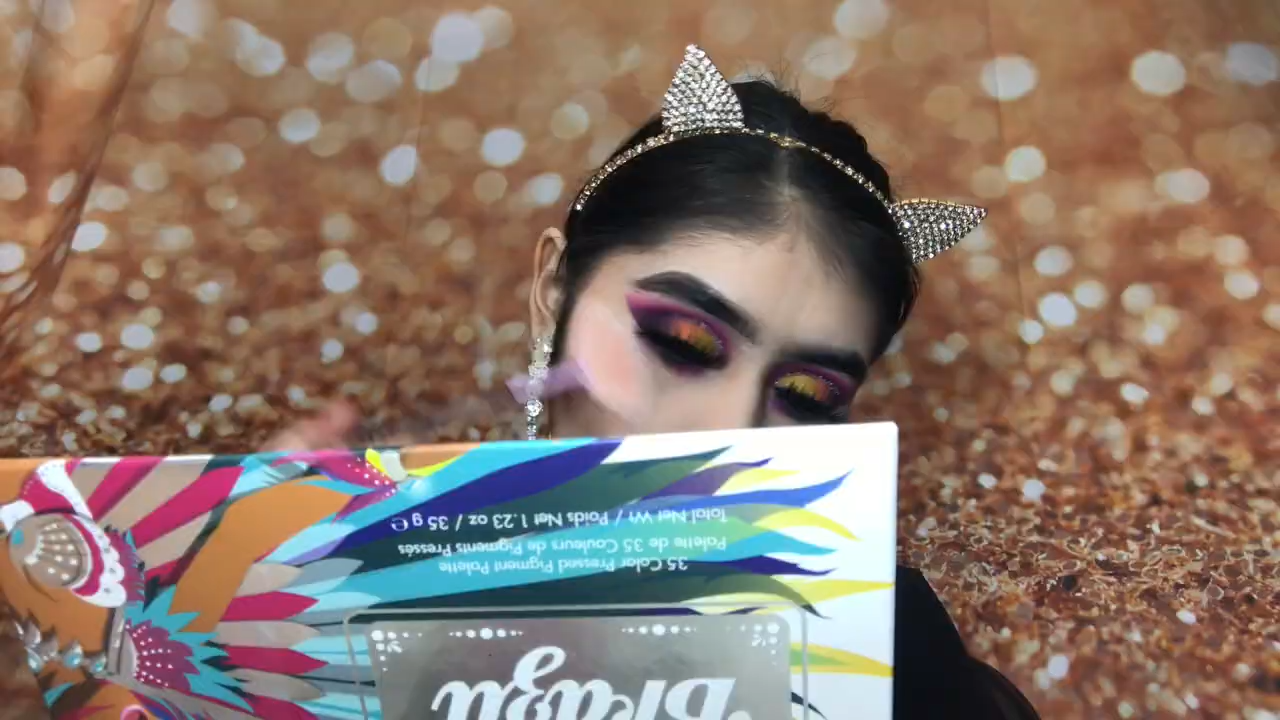 Brazil
35 Color Pressed Pigment Palette
Palette de 35 Couleurs de Pigments Pressés
Total Net Wt / Poids Net 1.23 oz / 35 g ℮